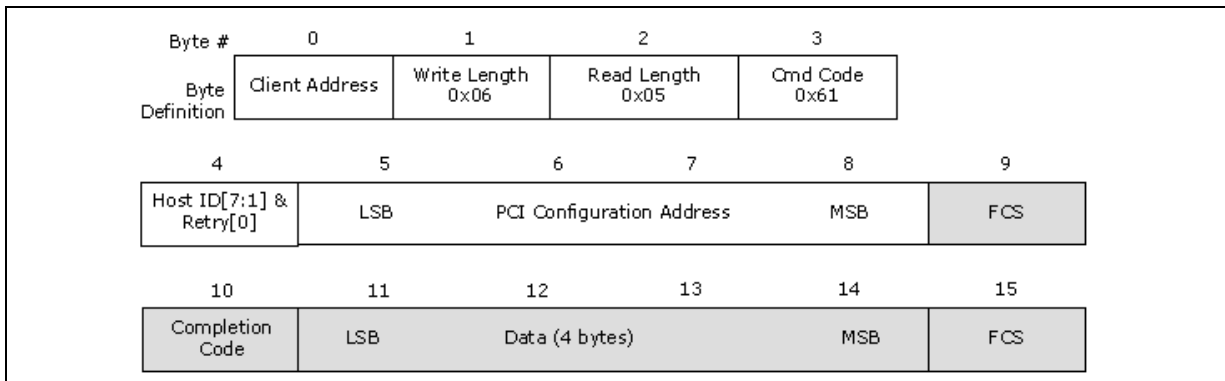 Byte # 0 1 2 3
Byte
Definition
Client Address
Write Length
0x06
Read Length
0x05
Cmd Code
0x61
4 5 6 7 8 9
Host ID[7:1] &
Retry[0]
LSB PCI Configuration Address MSB
FCS
10 11 12 13 14 15
Completion
Code
LSB Data (4 bytes) MSB
FCS